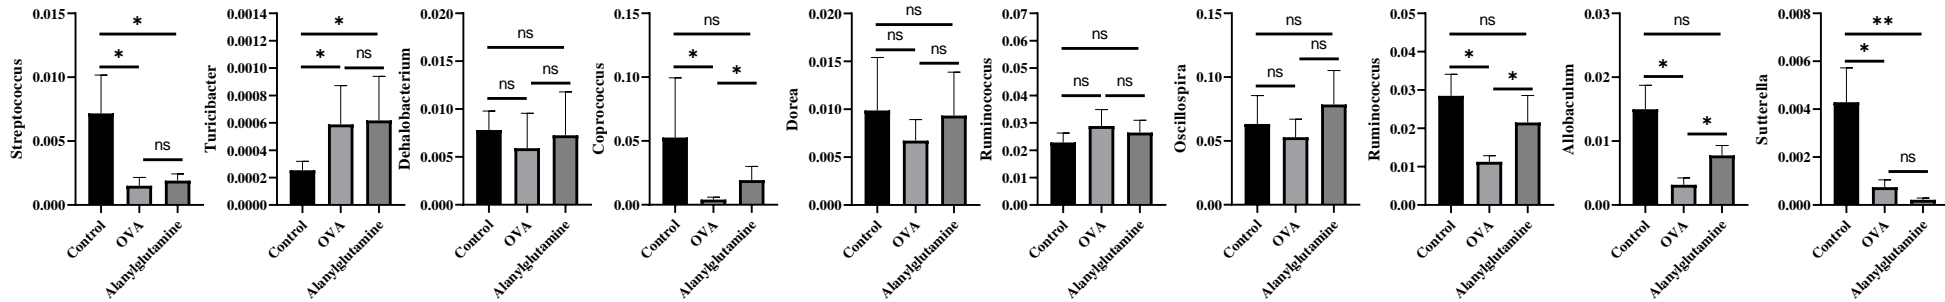 Streptococcus
0.015
0.010
0.005
0.000
*
*
ns
Control
OVA
Alanylglutamine
Turicibacter
0.0014
0.0012
0.0010
0.0008
0.0006
0.0004
0.0002
0.0000
*
*
ns
Control
OVA
Alanylglutamine
Dehalobacterium
0.020
0.015
0.010
0.005
0.000
ns
ns
ns
Control
OVA
Alanylglutamine
Coprococcus
0.15
0.10
0.05
0.00
ns
*
*
Control
OVA
Alanylglutamine
Dorea
0.020
0.015
0.010
0.005
0.000
ns
ns
ns
Control
OVA
Alanylglutamine
Ruminococcus
0.07
0.06
0.05
0.04
0.03
0.02
0.01
0.00
ns
ns
ns
Control
OVA
Alanylglutamine
Oscillospira
0.15
0.10
0.05
0.00
ns
ns
ns
Control
OVA
Alanylglutamine
Ruminococcus
0.05
0.04
0.03
0.02
0.01
0.00
ns
*
*
Control
OVA
Alanylglutamine
Allobaculum
0.03
0.02
0.01
0.00
ns
*
*
Control
OVA
Alanylglutamine
Sutterella
0.008
0.006
0.004
0.002
0.000
**
*
ns
Control
OVA
Alanylglutamine